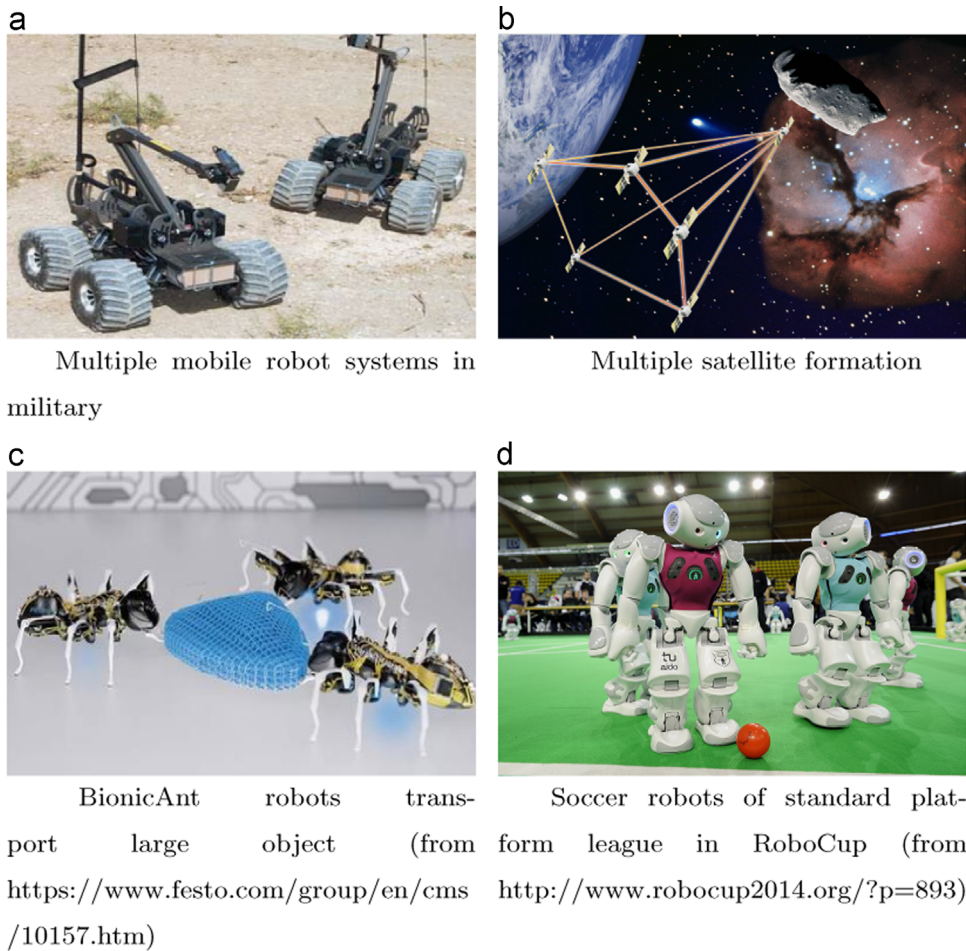 a
b
Multiple mobile robot systems in
military
Multiple satellite formation
c
d
tu
BionicAnt robots trans-
port large object (from
https://www.festo.com/group/en/cms
/10157.htm)
Soccer robots of standard plat-
form league in RoboCup (from
http://www.robocup2014.org/?p=893)